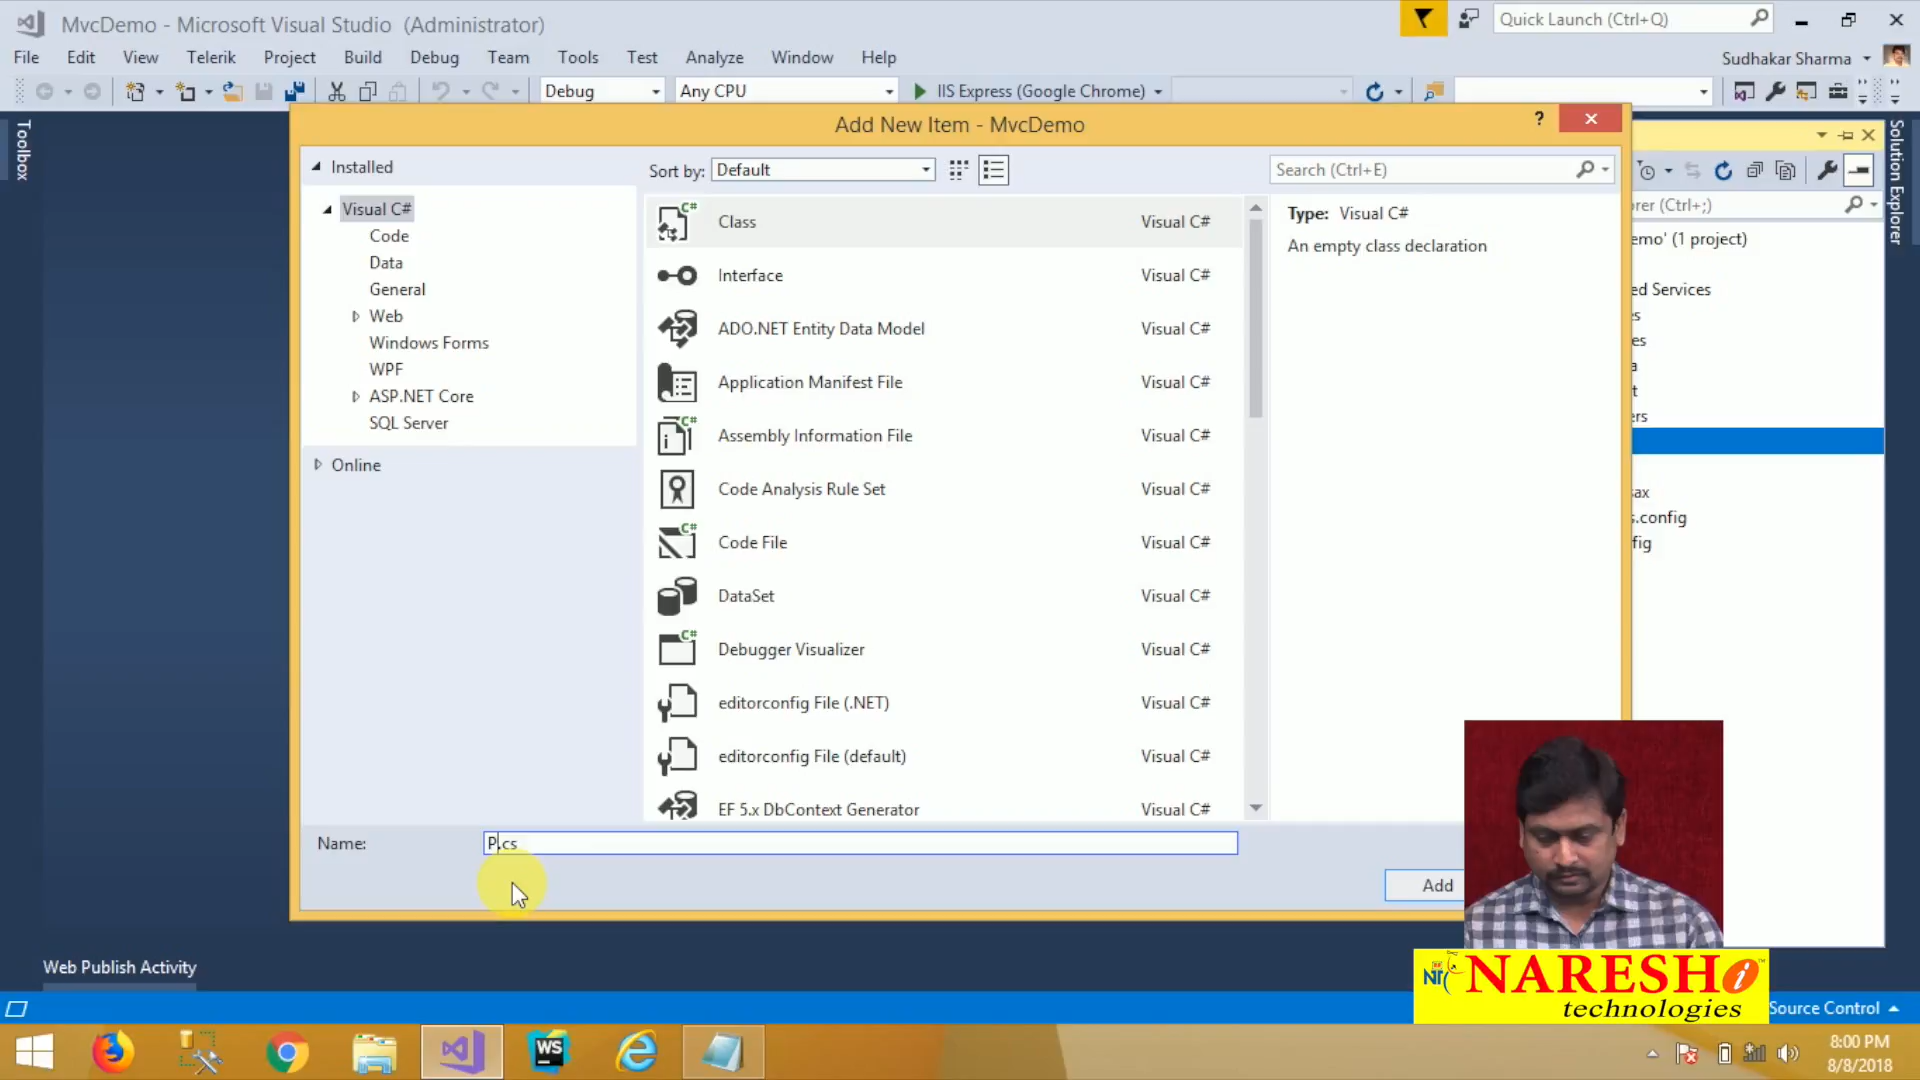 MvcDemo - Microsoft Visual Studio (Administrator)
Quick Launch (Ctrl+Q)
File Edit View Telerik Project Build Debug Team Tools Test Analyze Window Help
Sudhakar Sharma
Debug Any CPU IIS Express (Google Chrome)
Toolbox
Add New Item - MvcDemo
?
Solution Explorer
Installed
Sort by: Default
Search (Ctrl+E)
Visual C#
Code
Data
General
Web
Windows Forms
WPF
ASP.NET Core
SQL Server
Online
Class Visual C#
Interface Visual C#
ADO.NET Entity Data Model Visual C#
Application Manifest File Visual C#
Assembly Information File Visual C#
Code Analysis Rule Set Visual C#
Code File Visual C#
DataSet Visual C#
Debugger Visualizer Visual C#
editorconfig File (.NET) Visual C#
editorconfig File (default) Visual C#
EF 5.x DbContext Generator Visual C#
Type: Visual C#
An empty class declaration
orer (Ctrl+;)
emo' (1 project)
ed Services
es
es
a
t
ers
sax
s.config
fig
Name: P.cs
Add
Web Publish Activity
NARESH i
technologies
Source Control
WS
8:00 PM
8/8/2018